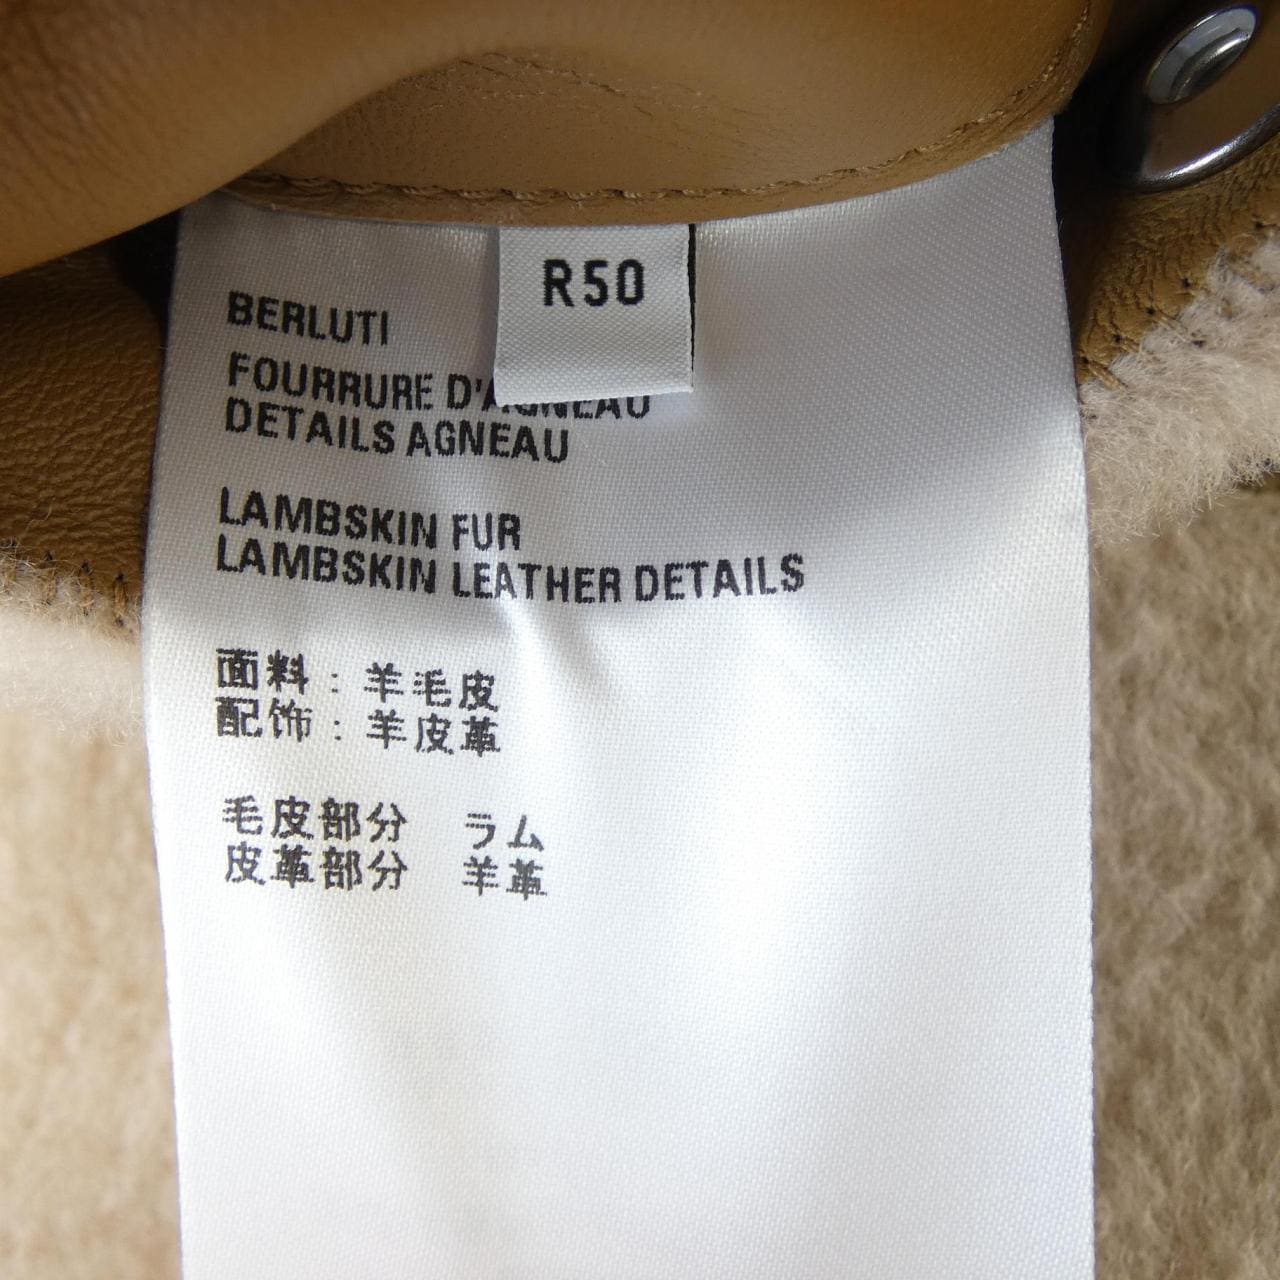 R50
BERLUTI
FOURRURE D'AGNEAU
DETAILS AGNEAU
LAMBSKIN FUR
LAMBSKIN LEATHER DETAILS
面料：羊毛皮
配饰：羊皮革
毛皮部分 ラム
皮革部分 羊革